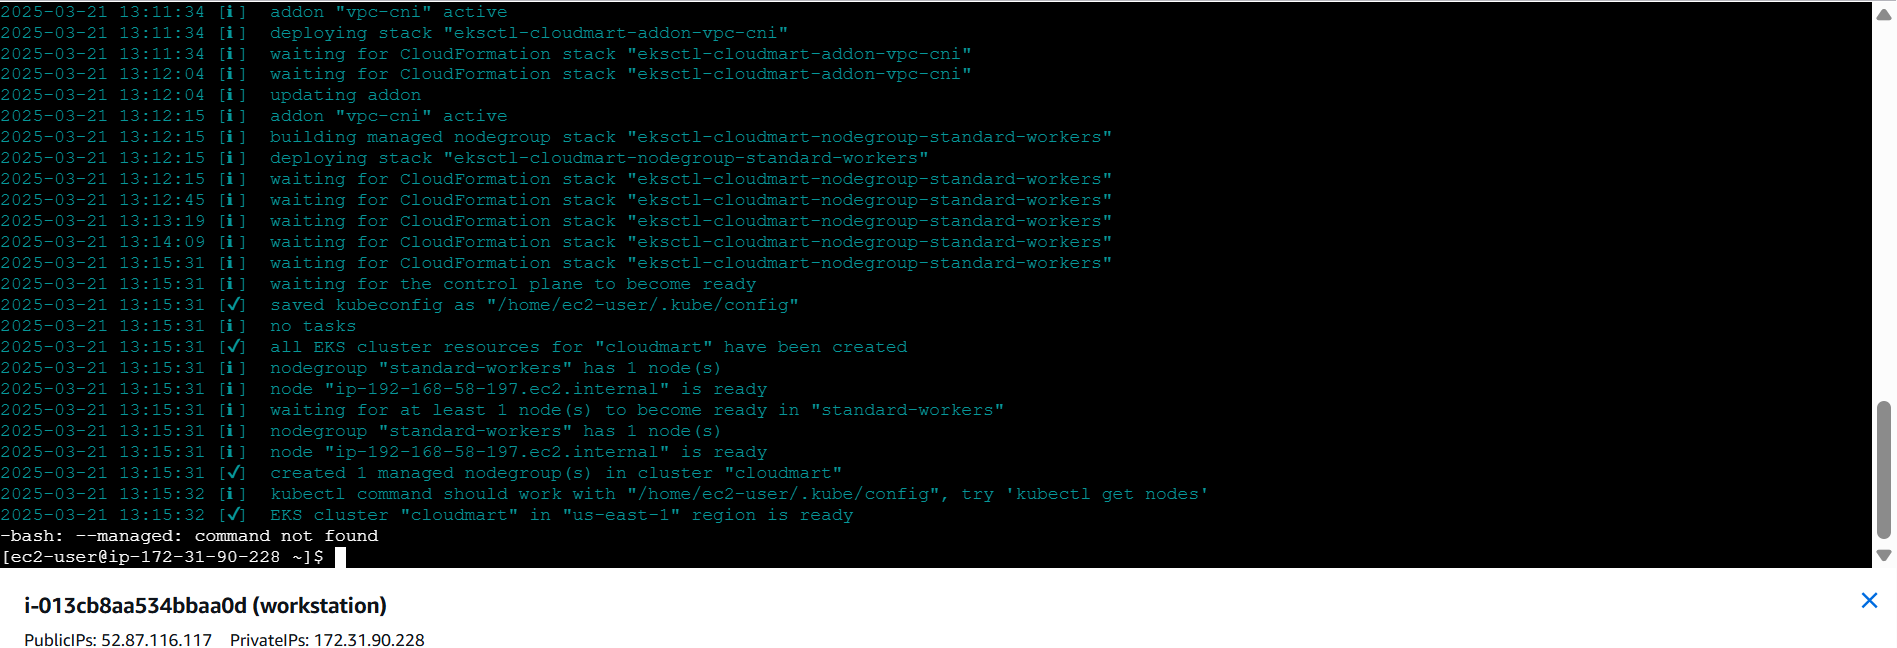 2025-03-21 13:11:34 [ℹ]  addon "vpc-cni" active
2025-03-21 13:11:34 [ℹ]  deploying stack "eksctl-cloudmart-addon-vpc-cni"
2025-03-21 13:11:34 [ℹ]  waiting for CloudFormation stack "eksctl-cloudmart-addon-vpc-cni"
2025-03-21 13:12:04 [ℹ]  waiting for CloudFormation stack "eksctl-cloudmart-addon-vpc-cni"
2025-03-21 13:12:04 [ℹ]  updating addon
2025-03-21 13:12:15 [ℹ]  addon "vpc-cni" active
2025-03-21 13:12:15 [ℹ]  building managed nodegroup stack "eksctl-cloudmart-nodegroup-standard-workers"
2025-03-21 13:12:15 [ℹ]  deploying stack "eksctl-cloudmart-nodegroup-standard-workers"
2025-03-21 13:12:15 [ℹ]  waiting for CloudFormation stack "eksctl-cloudmart-nodegroup-standard-workers"
2025-03-21 13:12:45 [ℹ]  waiting for CloudFormation stack "eksctl-cloudmart-nodegroup-standard-workers"
2025-03-21 13:13:19 [ℹ]  waiting for CloudFormation stack "eksctl-cloudmart-nodegroup-standard-workers"
2025-03-21 13:14:09 [ℹ]  waiting for CloudFormation stack "eksctl-cloudmart-nodegroup-standard-workers"
2025-03-21 13:15:31 [ℹ]  waiting for CloudFormation stack "eksctl-cloudmart-nodegroup-standard-workers"
2025-03-21 13:15:31 [ℹ]  waiting for the control plane to become ready
2025-03-21 13:15:31 [✔]  saved kubeconfig as "/home/ec2-user/.kube/config"
2025-03-21 13:15:31 [ℹ]  no tasks
2025-03-21 13:15:31 [✔]  all EKS cluster resources for "cloudmart" have been created
2025-03-21 13:15:31 [ℹ]  nodegroup "standard-workers" has 1 node(s)
2025-03-21 13:15:31 [ℹ]  node "ip-192-168-58-197.ec2.internal" is ready
2025-03-21 13:15:31 [ℹ]  waiting for at least 1 node(s) to become ready in "standard-workers"
2025-03-21 13:15:31 [ℹ]  nodegroup "standard-workers" has 1 node(s)
2025-03-21 13:15:31 [ℹ]  node "ip-192-168-58-197.ec2.internal" is ready
2025-03-21 13:15:31 [✔]  created 1 managed nodegroup(s) in cluster "cloudmart"
2025-03-21 13:15:32 [ℹ]  kubectl command should work with "/home/ec2-user/.kube/config", try 'kubectl get nodes'
2025-03-21 13:15:32 [✔]  EKS cluster "cloudmart" in "us-east-1" region is ready
-bash: --managed: command not found
[ec2-user@ip-172-31-90-228 ~]$
i-013cb8aa534bbaa0d (workstation)
PublicIPs: 52.87.116.117    PrivateIPs: 172.31.90.228